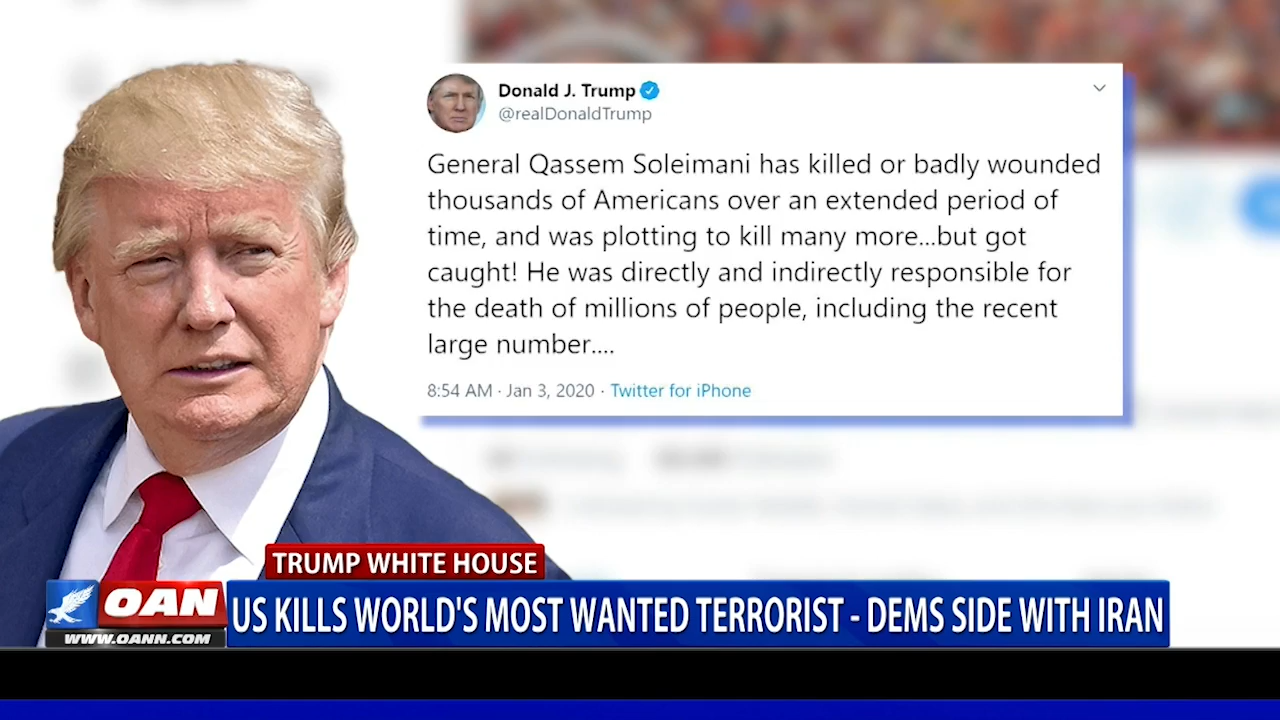 Donald J. Trump
@realDonaldTrump
General Qassem Soleimani has killed or badly wounded
thousands of Americans over an extended period of
time, and was plotting to kill many more...but got
caught! He was directly and indirectly responsible for
the death of millions of people, including the recent
large number....
8:54 AM · Jan 3, 2020 · Twitter for iPhone
TRUMP WHITE HOUSE
OAN
WWW.OANN.COM
US KILLS WORLD'S MOST WANTED TERRORIST - DEMS SIDE WITH IRAN